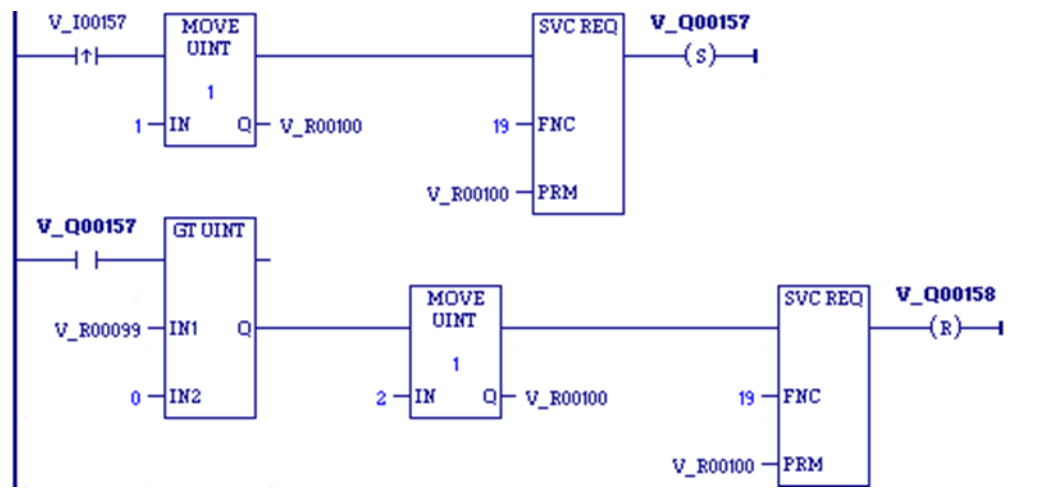 V_I00157 MOVE UINT SVC REQ V_Q00157
↑ (S)
1
1 IN Q V_R00100 19 FNC
V_R00100 PRM
V_Q00157 GT UINT
MOVE UINT SVC REQ V_Q00158
V_R00099 IN1 Q (R)
1
0 IN2 2 IN Q V_R00100 19 FNC
V_R00100 PRM